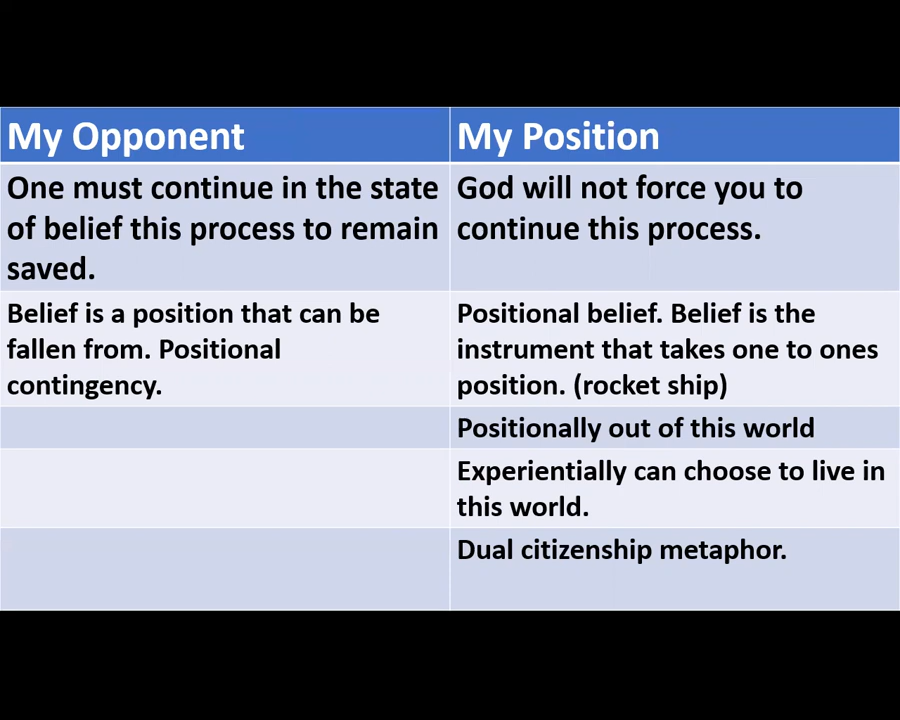 My Opponent
My Position
One must continue in the state
of belief this process to remain
saved.
God will not force you to
continue this process.
Belief is a position that can be
fallen from. Positional
contingency.
Positional belief. Belief is the
instrument that takes one to ones
position. (rocket ship)
Positionally out of this world
Experientially can choose to live in
this world.
Dual citizenship metaphor.